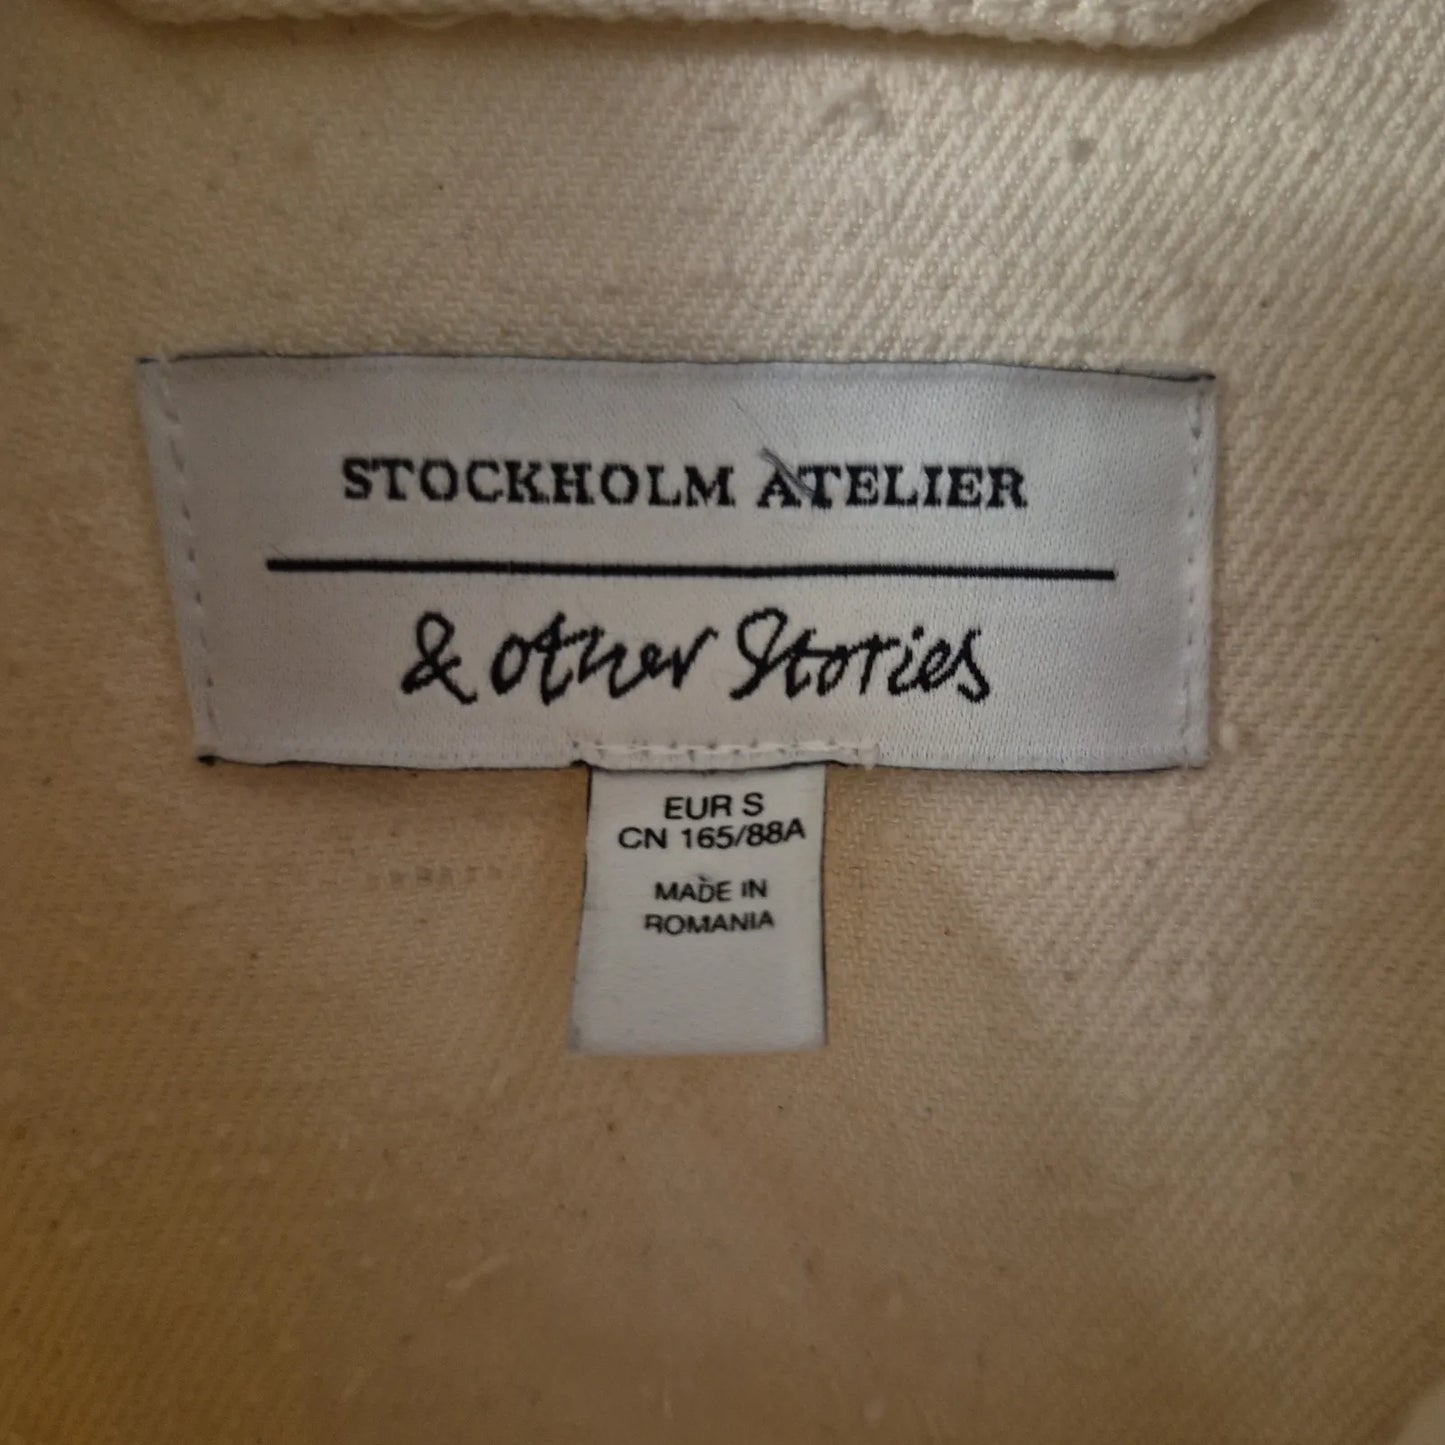 STOCKHOLM ATELIER
& other Stories
EUR S
CN 165/88A
MADE IN
ROMANIA